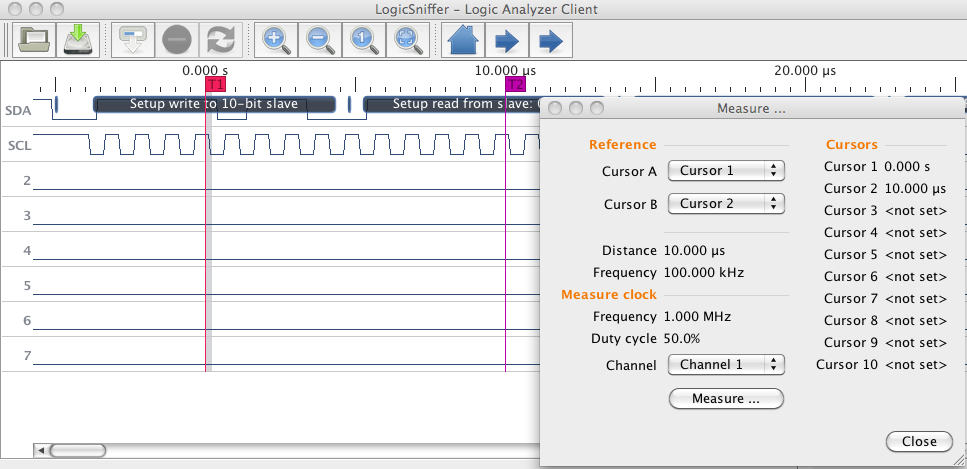 LogicSniffer - Logic Analyzer Client
0.000 s 10.000 µs 20.000 µs
T1 T2
SDA Setup write to 10-bit slave Setup read from slave:
SCL
2
3
4
5
6
7
Measure ...
Reference
Cursor A Cursor 1
Cursor B Cursor 2
Distance 10.000 µs
Frequency 100.000 kHz
Measure clock
Frequency 1.000 MHz
Duty cycle 50.0%
Channel Channel 1
Measure ...
Cursors
Cursor 1 0.000 s
Cursor 2 10.000 µs
Cursor 3 <not set>
Cursor 4 <not set>
Cursor 5 <not set>
Cursor 6 <not set>
Cursor 7 <not set>
Cursor 8 <not set>
Cursor 9 <not set>
Cursor 10 <not set>
Close